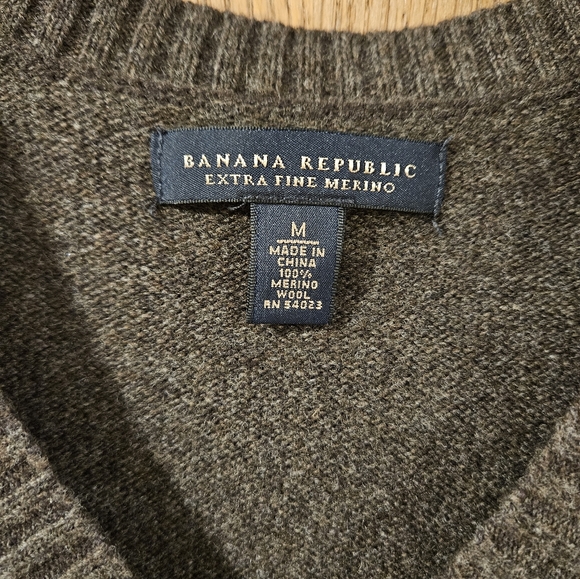 BANANA REPUBLIC
EXTRA FINE MERINO
M
MADE IN
CHINA
100%
MERINO
WOOL
RN 54023